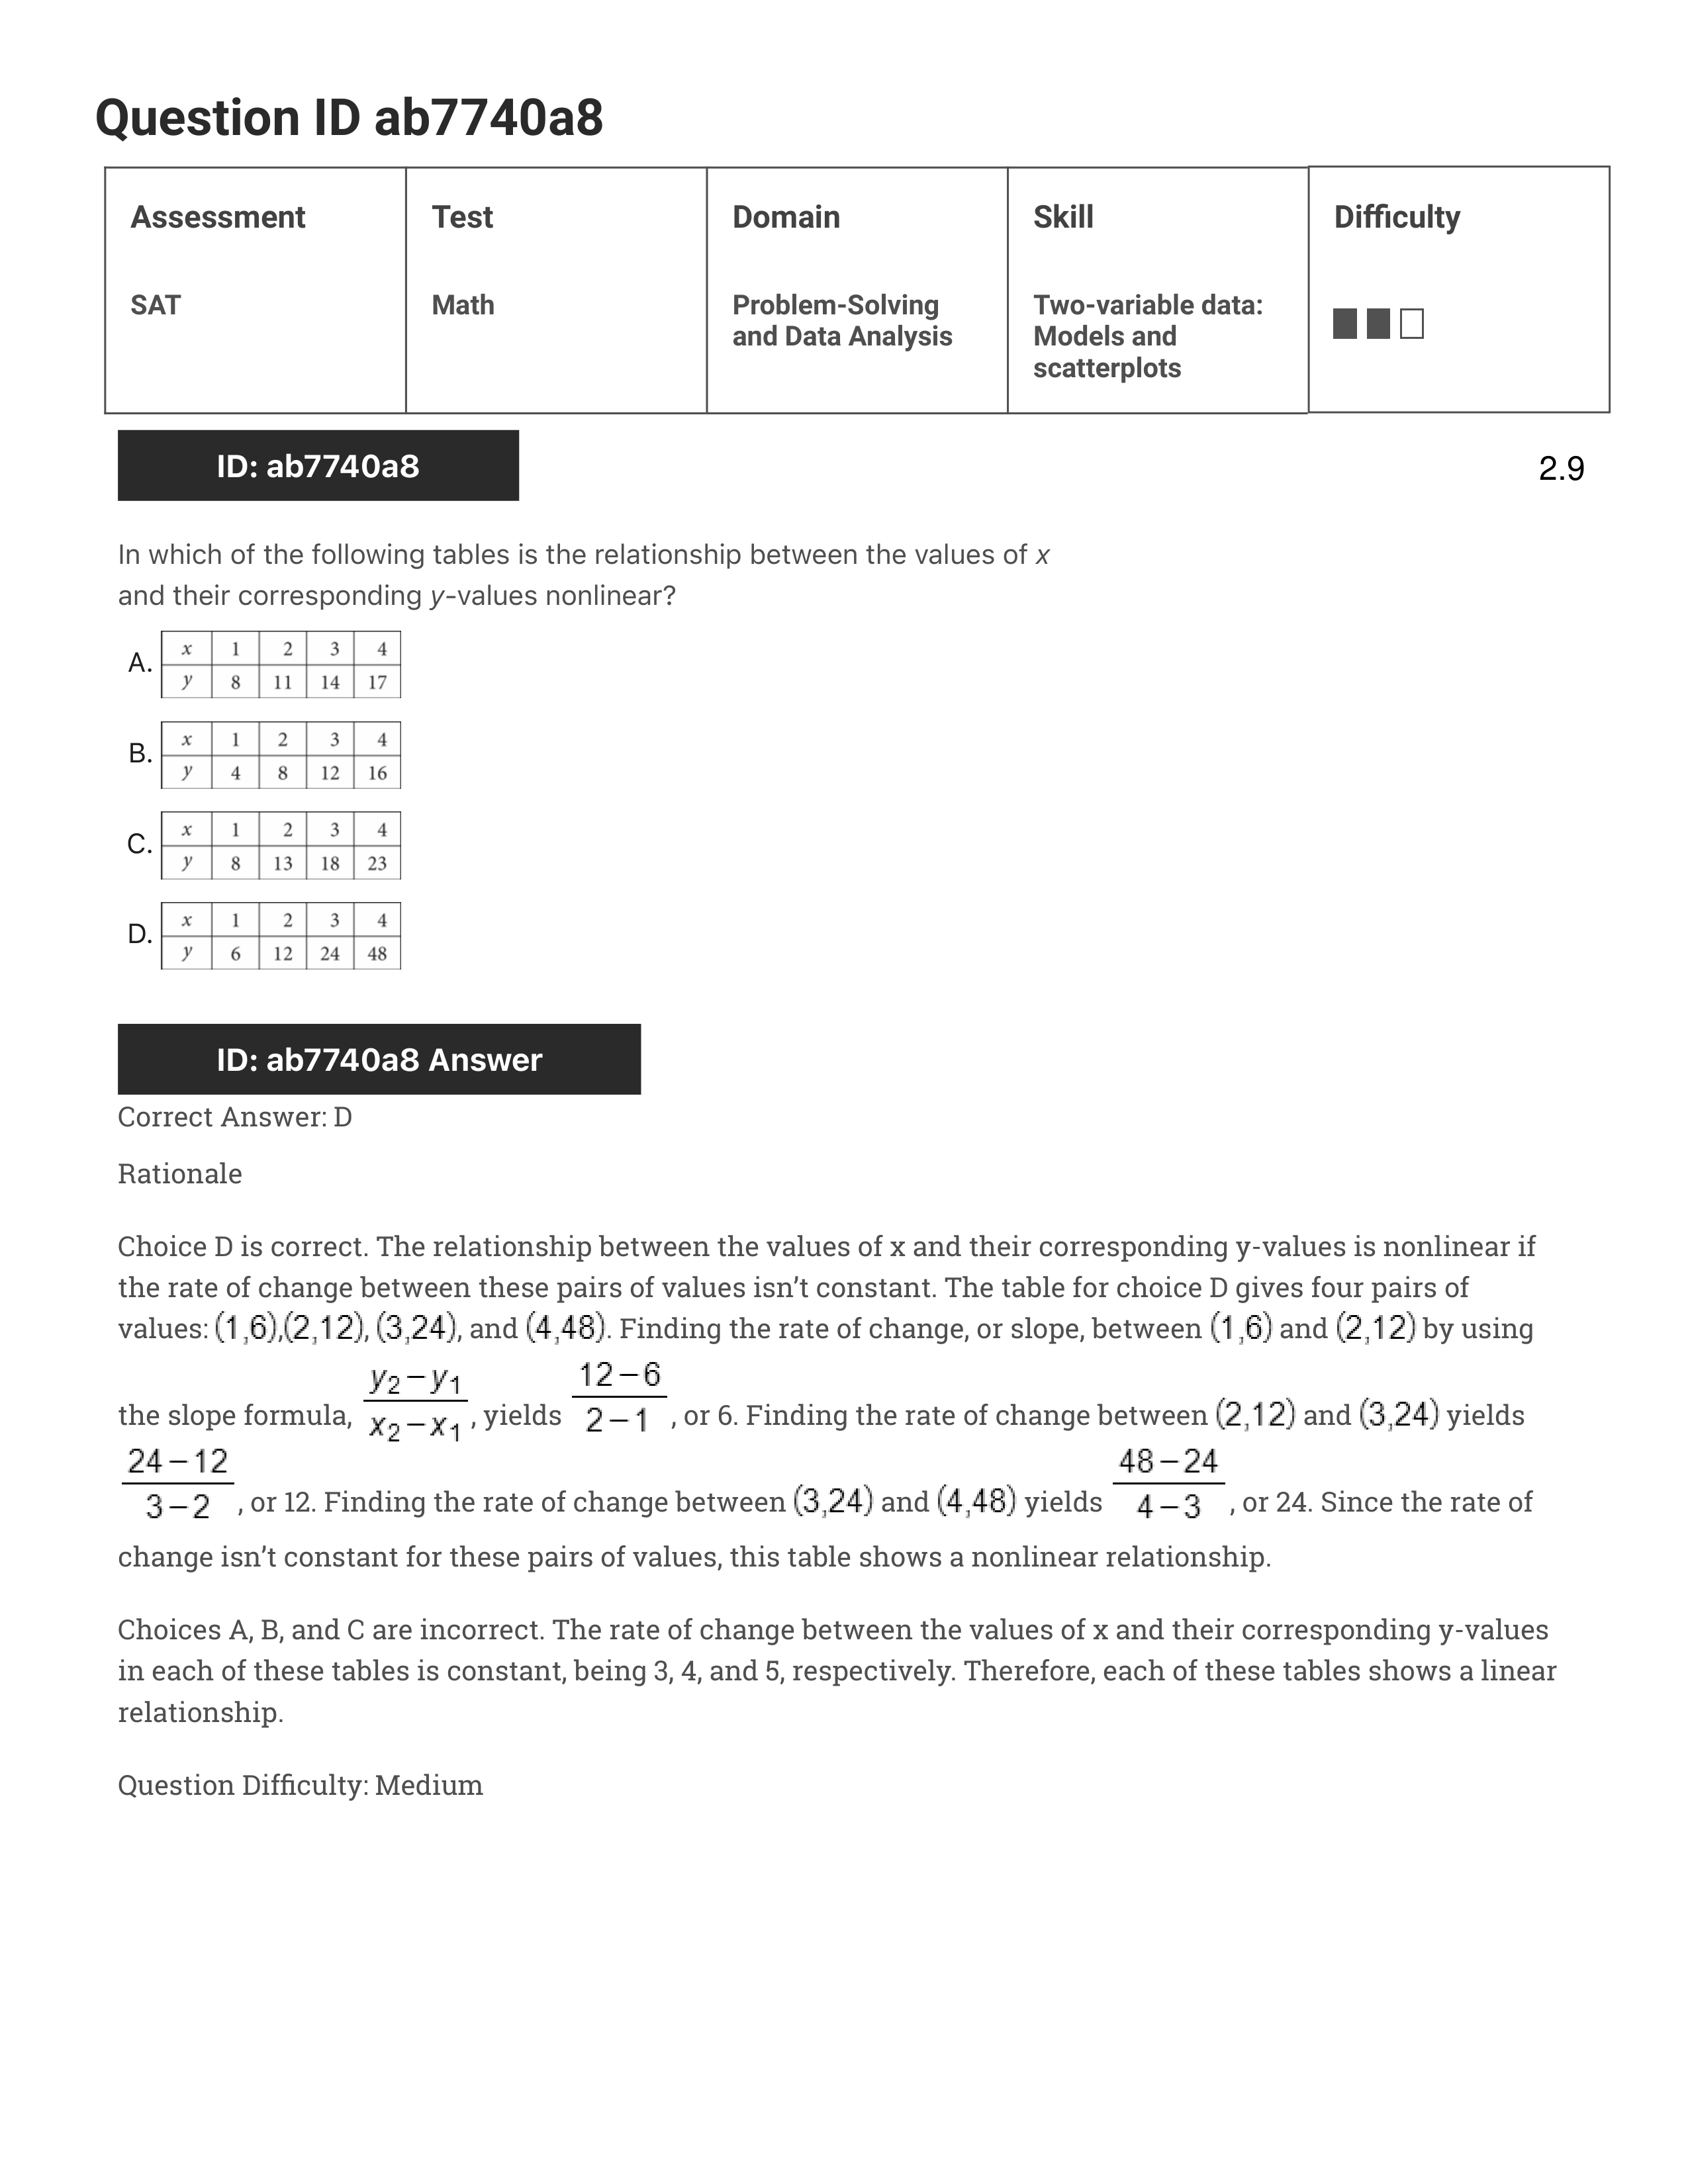 Question ID ab7740a8
Assessment Test Domain Skill Difficulty
SAT Math Problem-Solving Two-variable data:
and Data Analysis Models and
scatterplots
ID: ab7740a8 2.9
In which of the following tables is the relationship between the values of x
and their corresponding y-values nonlinear?
A. x 1 2 3 4
y 8 11 14 17
B. x 1 2 3 4
y 4 8 12 16
C. x 1 2 3 4
y 8 13 18 23
D. x 1 2 3 4
y 6 12 24 48
ID: ab7740a8 Answer
Correct Answer: D
Rationale
Choice D is correct. The relationship between the values of x and their corresponding y-values is nonlinear if
the rate of change between these pairs of values isn’t constant. The table for choice D gives four pairs of
values: (1,6),(2,12), (3,24), and (4,48). Finding the rate of change, or slope, between (1,6) and (2,12) by using
the slope formula, y₂−y₁ / x₂−x₁, yields 12−6 / 2−1, or 6. Finding the rate of change between (2,12) and (3,24) yields
24−12 / 3−2, or 12. Finding the rate of change between (3,24) and (4,48) yields 48−24 / 4−3, or 24. Since the rate of
change isn’t constant for these pairs of values, this table shows a nonlinear relationship.
Choices A, B, and C are incorrect. The rate of change between the values of x and their corresponding y-values
in each of these tables is constant, being 3, 4, and 5, respectively. Therefore, each of these tables shows a linear
relationship.
Question Difficulty: Medium